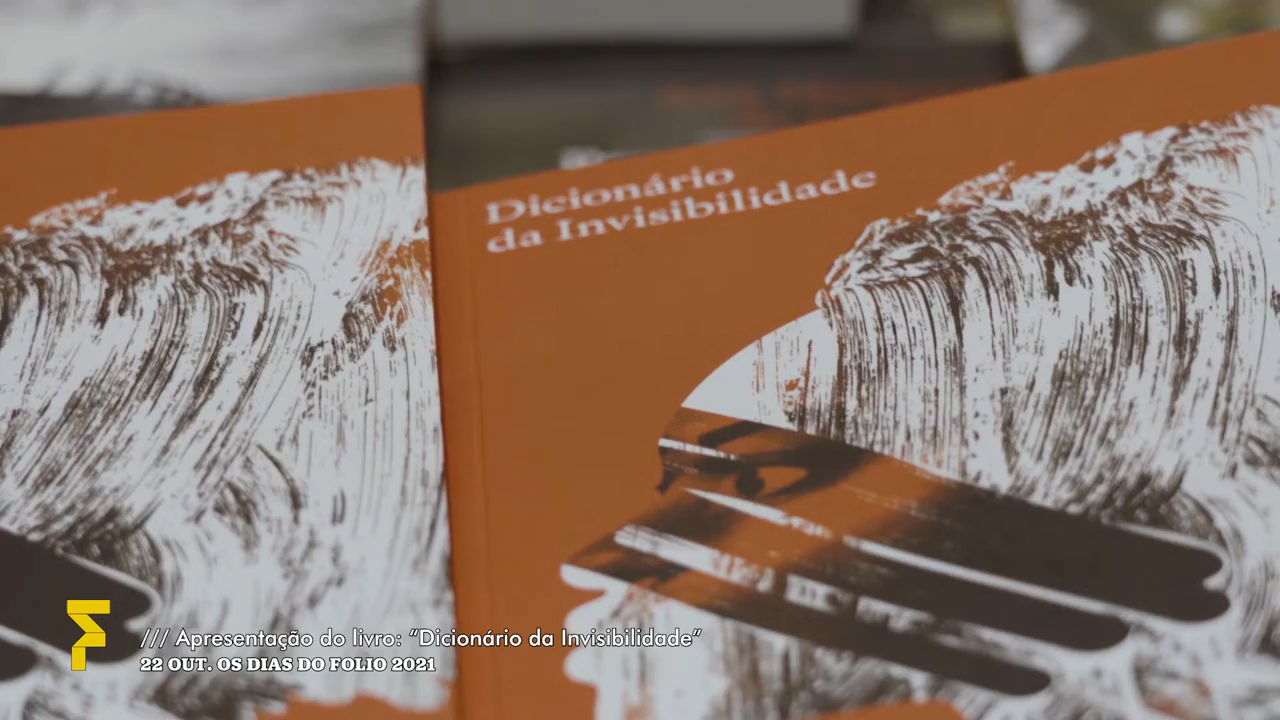 Dicionário
da Invisibilidade
/// Apresentação do livro: “Dicionário da Invisibilidade”
22 OUT. OS DIAS DO FOLIO 2021